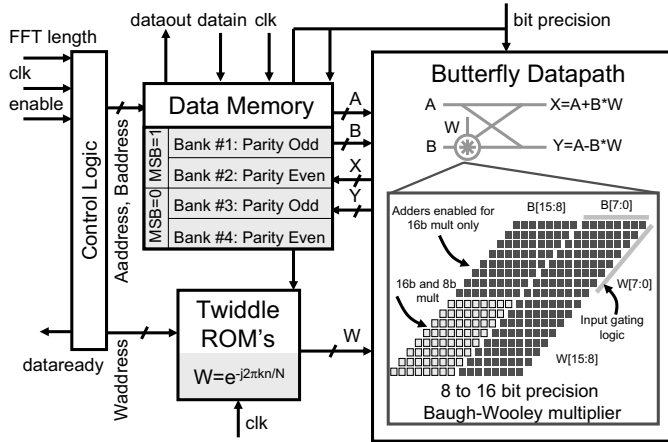 FFT length
clk
enable
Control Logic
dataready
dataout datain clk
bit precision
Aaddress, Baddress
Waddress
Data Memory
MSB=1
Bank #1: Parity Odd
Bank #2: Parity Even
MSB=0
Bank #3: Parity Odd
Bank #4: Parity Even
A
B
X
Y
Twiddle
ROM's
W=e-j2πkn/N
clk
W
Butterfly Datapath
A
X=A+B*W
W
B
Y=A-B*W
Adders enabled for
16b mult only
B[15:8]
B[7:0]
16b and 8b
mult
W[7:0]
Input gating
logic
W[15:8]
8 to 16 bit precision
Baugh-Wooley multiplier